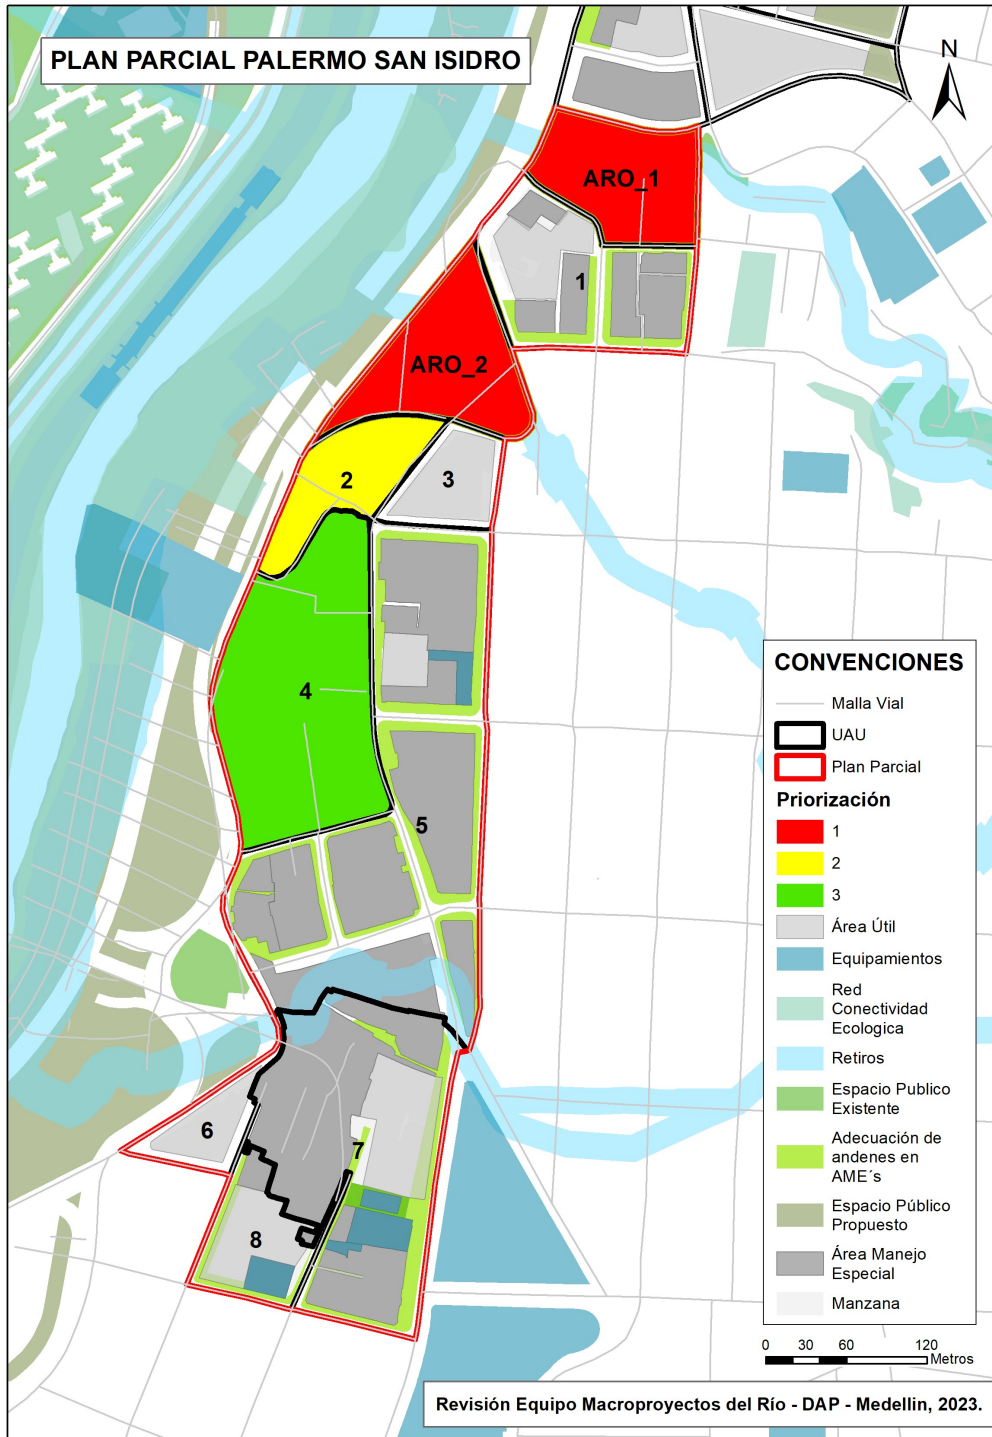 PLAN PARCIAL PALERMO SAN ISIDRO
N
ARO_1
1
ARO_2
2
3
4
5
6
7
8
CONVENCIONES
Malla Vial
UAU
Plan Parcial
Priorización
1
2
3
Área Útil
Equipamientos
Red
Conectividad
Ecologica
Retiros
Espacio Publico
Existente
Adecuación de
andenes en
AME´s
Espacio Público
Propuesto
Área Manejo
Especial
Manzana
0 30 60 120
Metros
Revisión Equipo Macroproyectos del Río - DAP - Medellin, 2023.